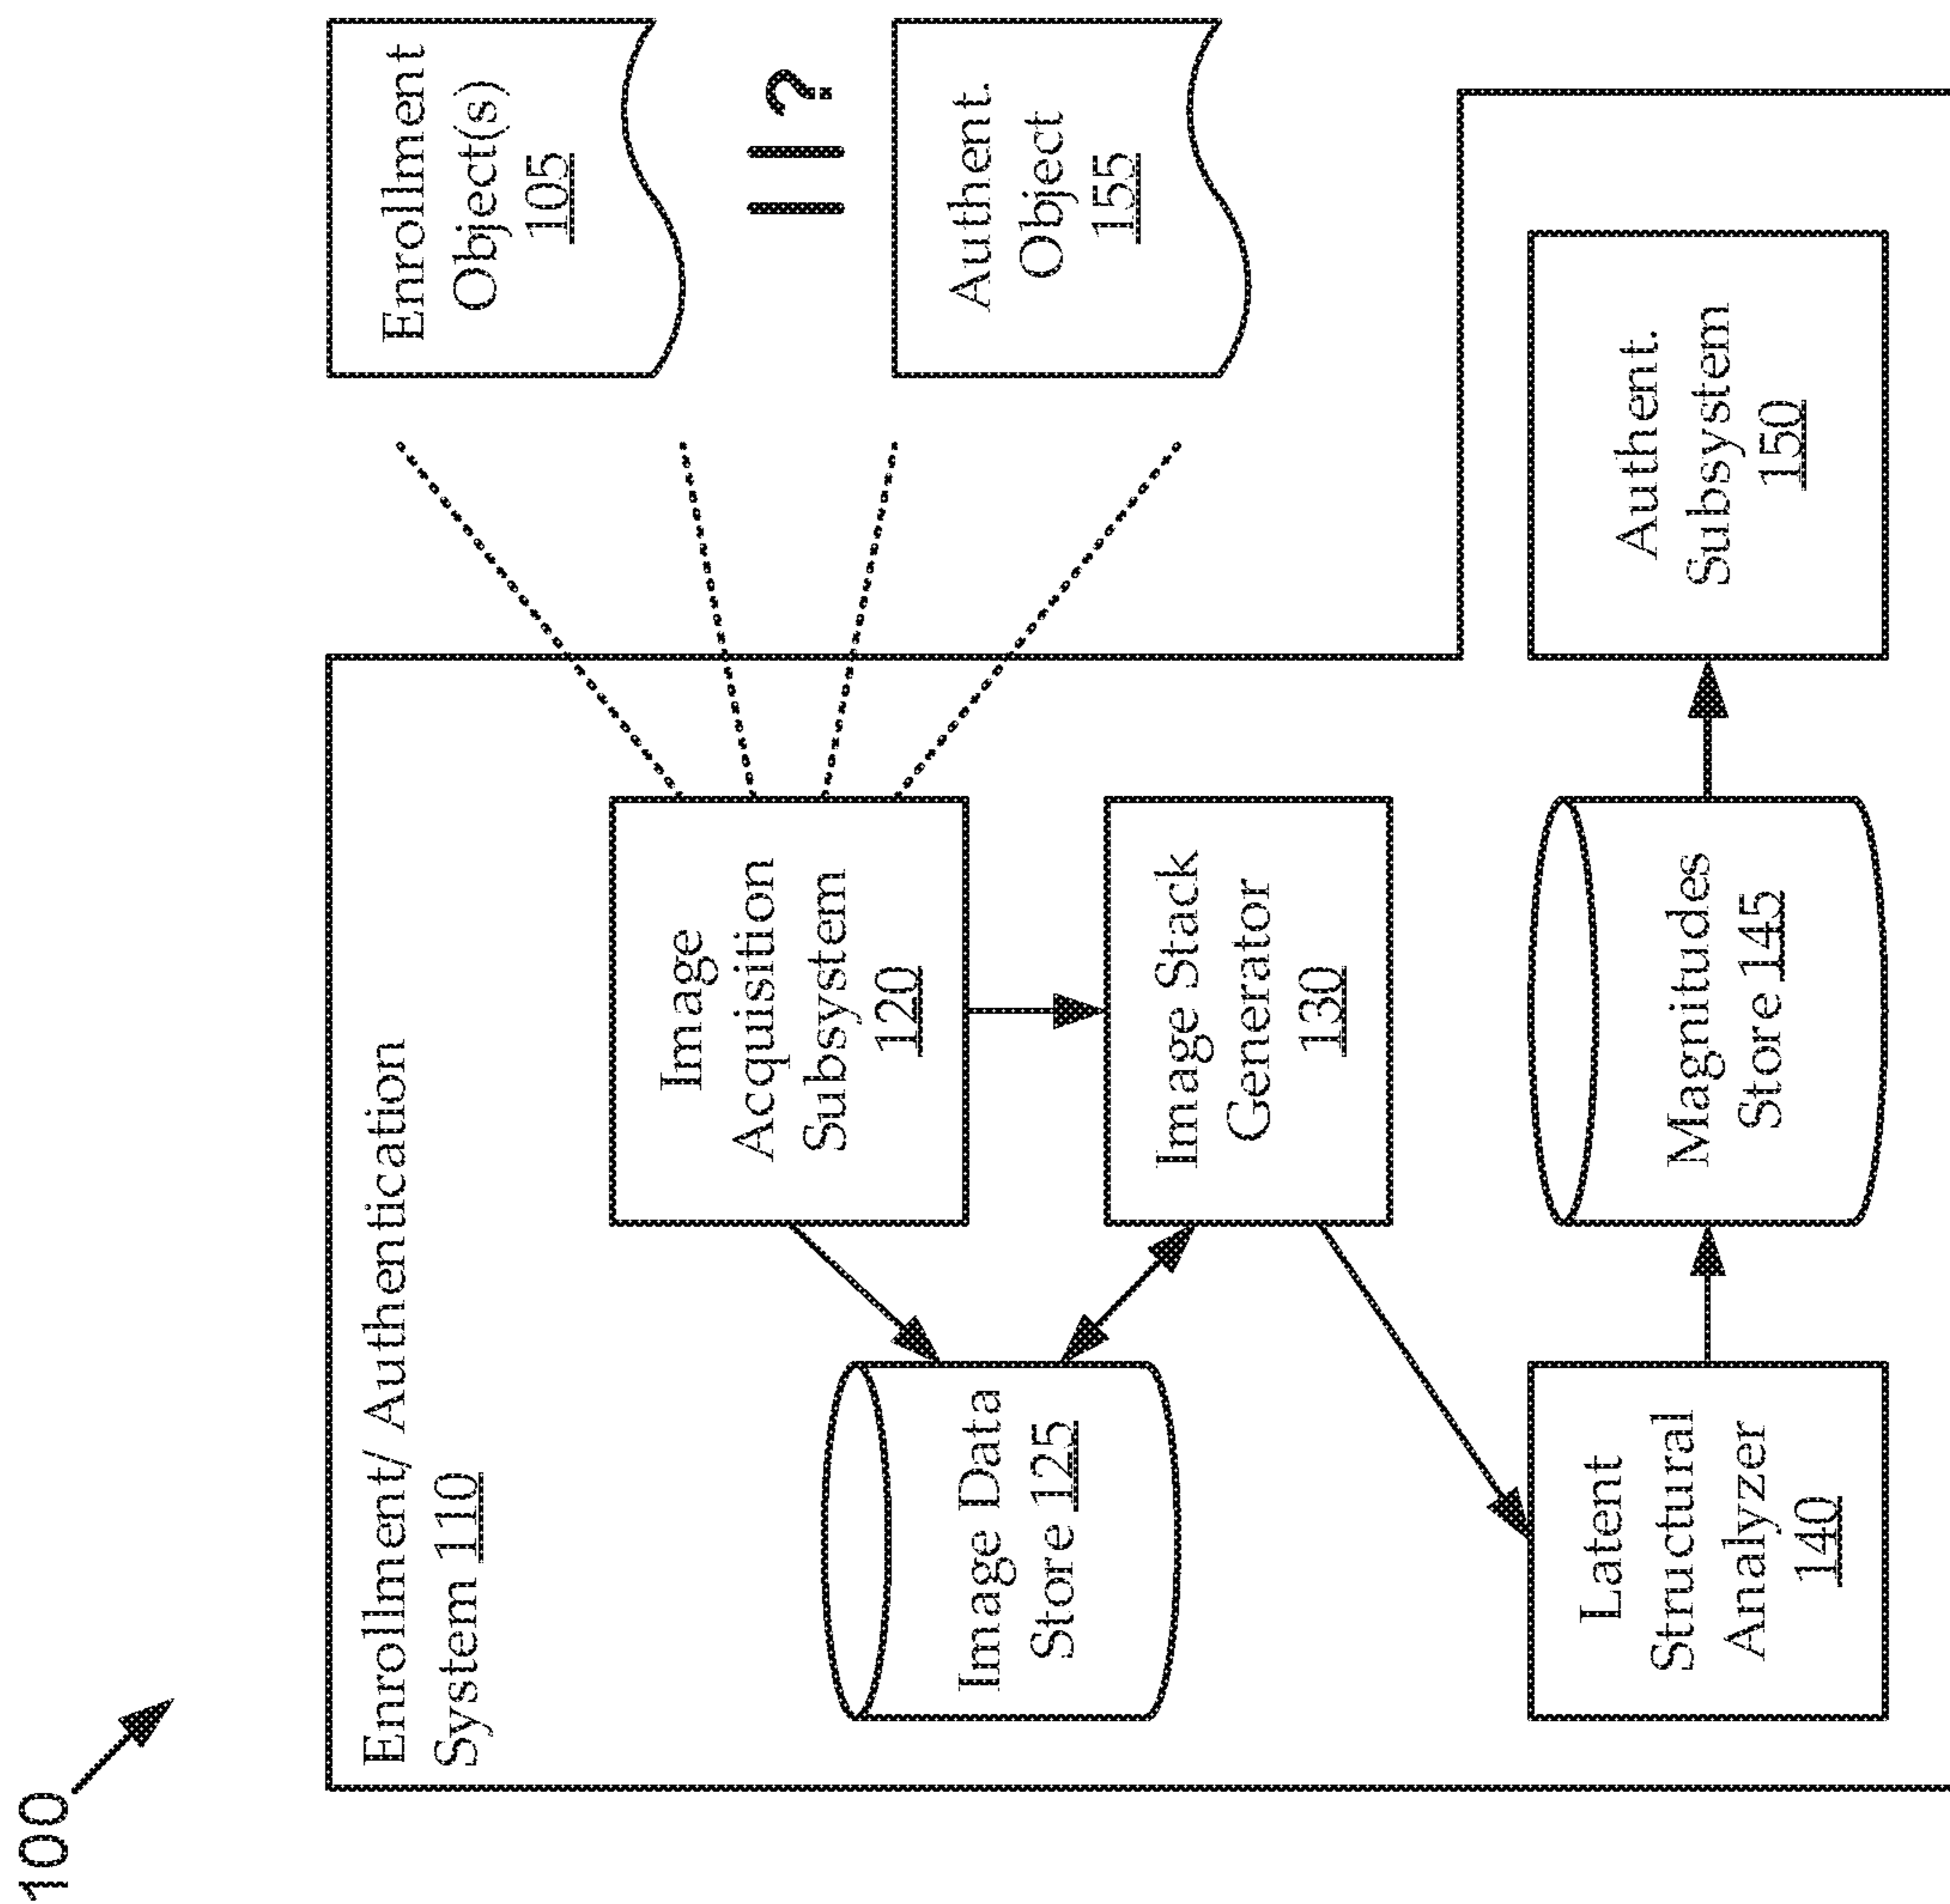 100
Enrollment/ Authentication
System 110
Enrollment
Object(s)
105
= ?
Authent.
Object
155
Image
Acquisition
Subsystem
120
Image Data
Store 125
Image Stack
Generator
130
Latent
Structural
Analyzer
140
Magnitudes
Store 145
Authent.
Subsystem
150